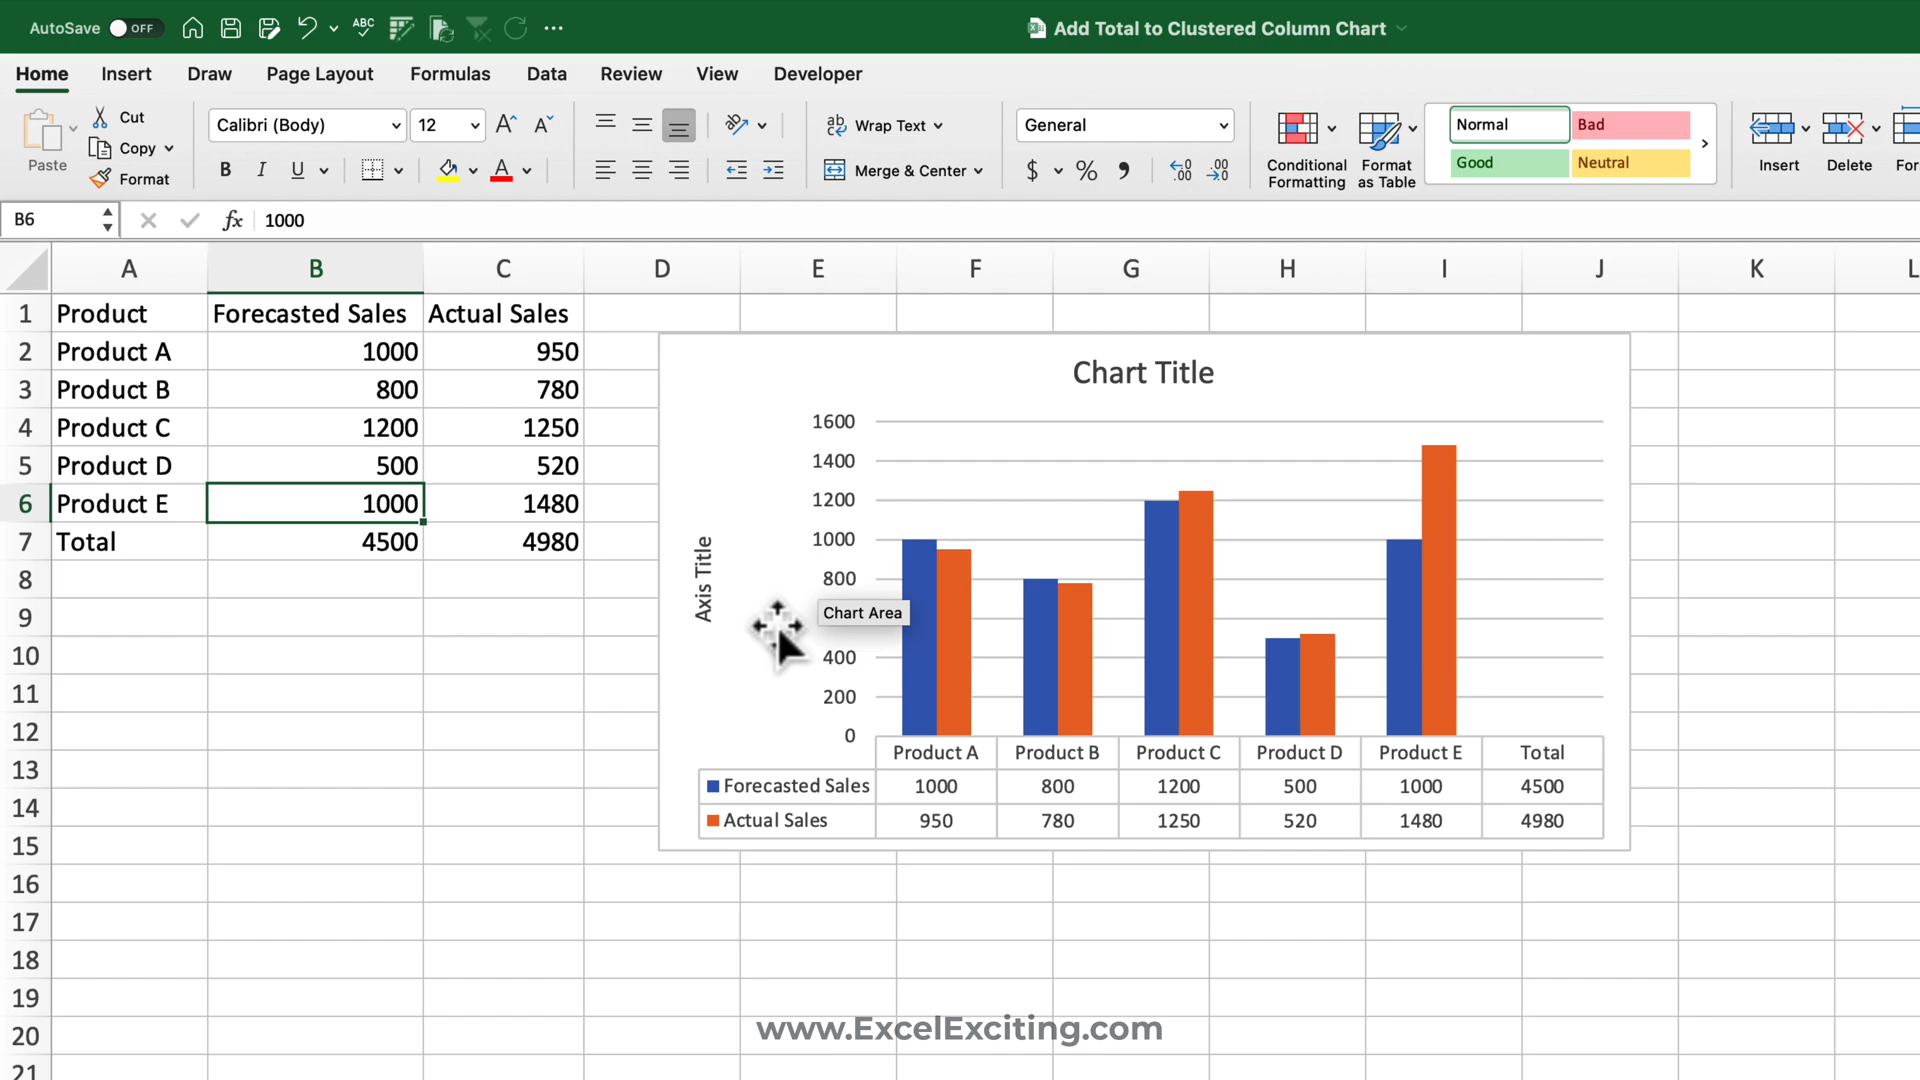 AutoSave OFF ABC Add Total to Clustered Column Chart
Home Insert Draw Page Layout Formulas Data Review View Developer
Paste Cut Copy Format
Calibri (Body) 12 A A
B I U A
ab Wrap Text
Merge & Center
General
$ % .00 .00
Conditional Formatting
Format as Table
Normal Bad
Good Neutral
Insert Delete
B6 fx 1000
A B C D E F G H I J K L
1 Product Forecasted Sales Actual Sales
2 Product A 1000 950
3 Product B 800 780
4 Product C 1200 1250
5 Product D 500 520
6 Product E 1000 1480
7 Total 4500 4980
8
9
10
11
12
13
14
15
16
17
18
19
20
21
Chart Title
Axis Title
1600
1400
1200
1000
800
Chart Area
400
200
0
Product A Product B Product C Product D Product E Total
Forecasted Sales 1000 800 1200 500 1000 4500
Actual Sales 950 780 1250 520 1480 4980
www.ExcelExciting.com